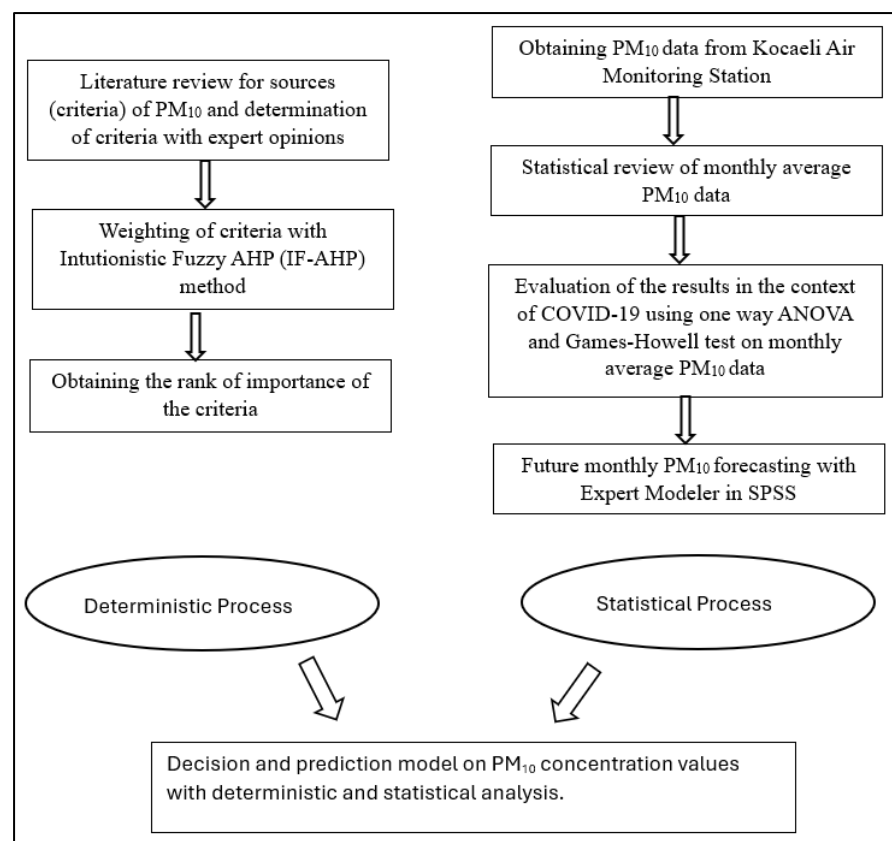 Literature review for sources
(criteria) of PM₁₀ and determination
of criteria with expert opinions
Weighting of criteria with
Intutionistic Fuzzy AHP (IF-AHP)
method
Obtaining the rank of importance of
the criteria
Obtaining PM₁₀ data from Kocaeli Air
Monitoring Station
Statistical review of monthly average
PM₁₀ data
Evaluation of the results in the context
of COVID-19 using one way ANOVA
and Games-Howell test on monthly
average PM₁₀ data
Future monthly PM₁₀ forecasting with
Expert Modeler in SPSS
Deterministic Process
Statistical Process
Decision and prediction model on PM₁₀ concentration values
with deterministic and statistical analysis.